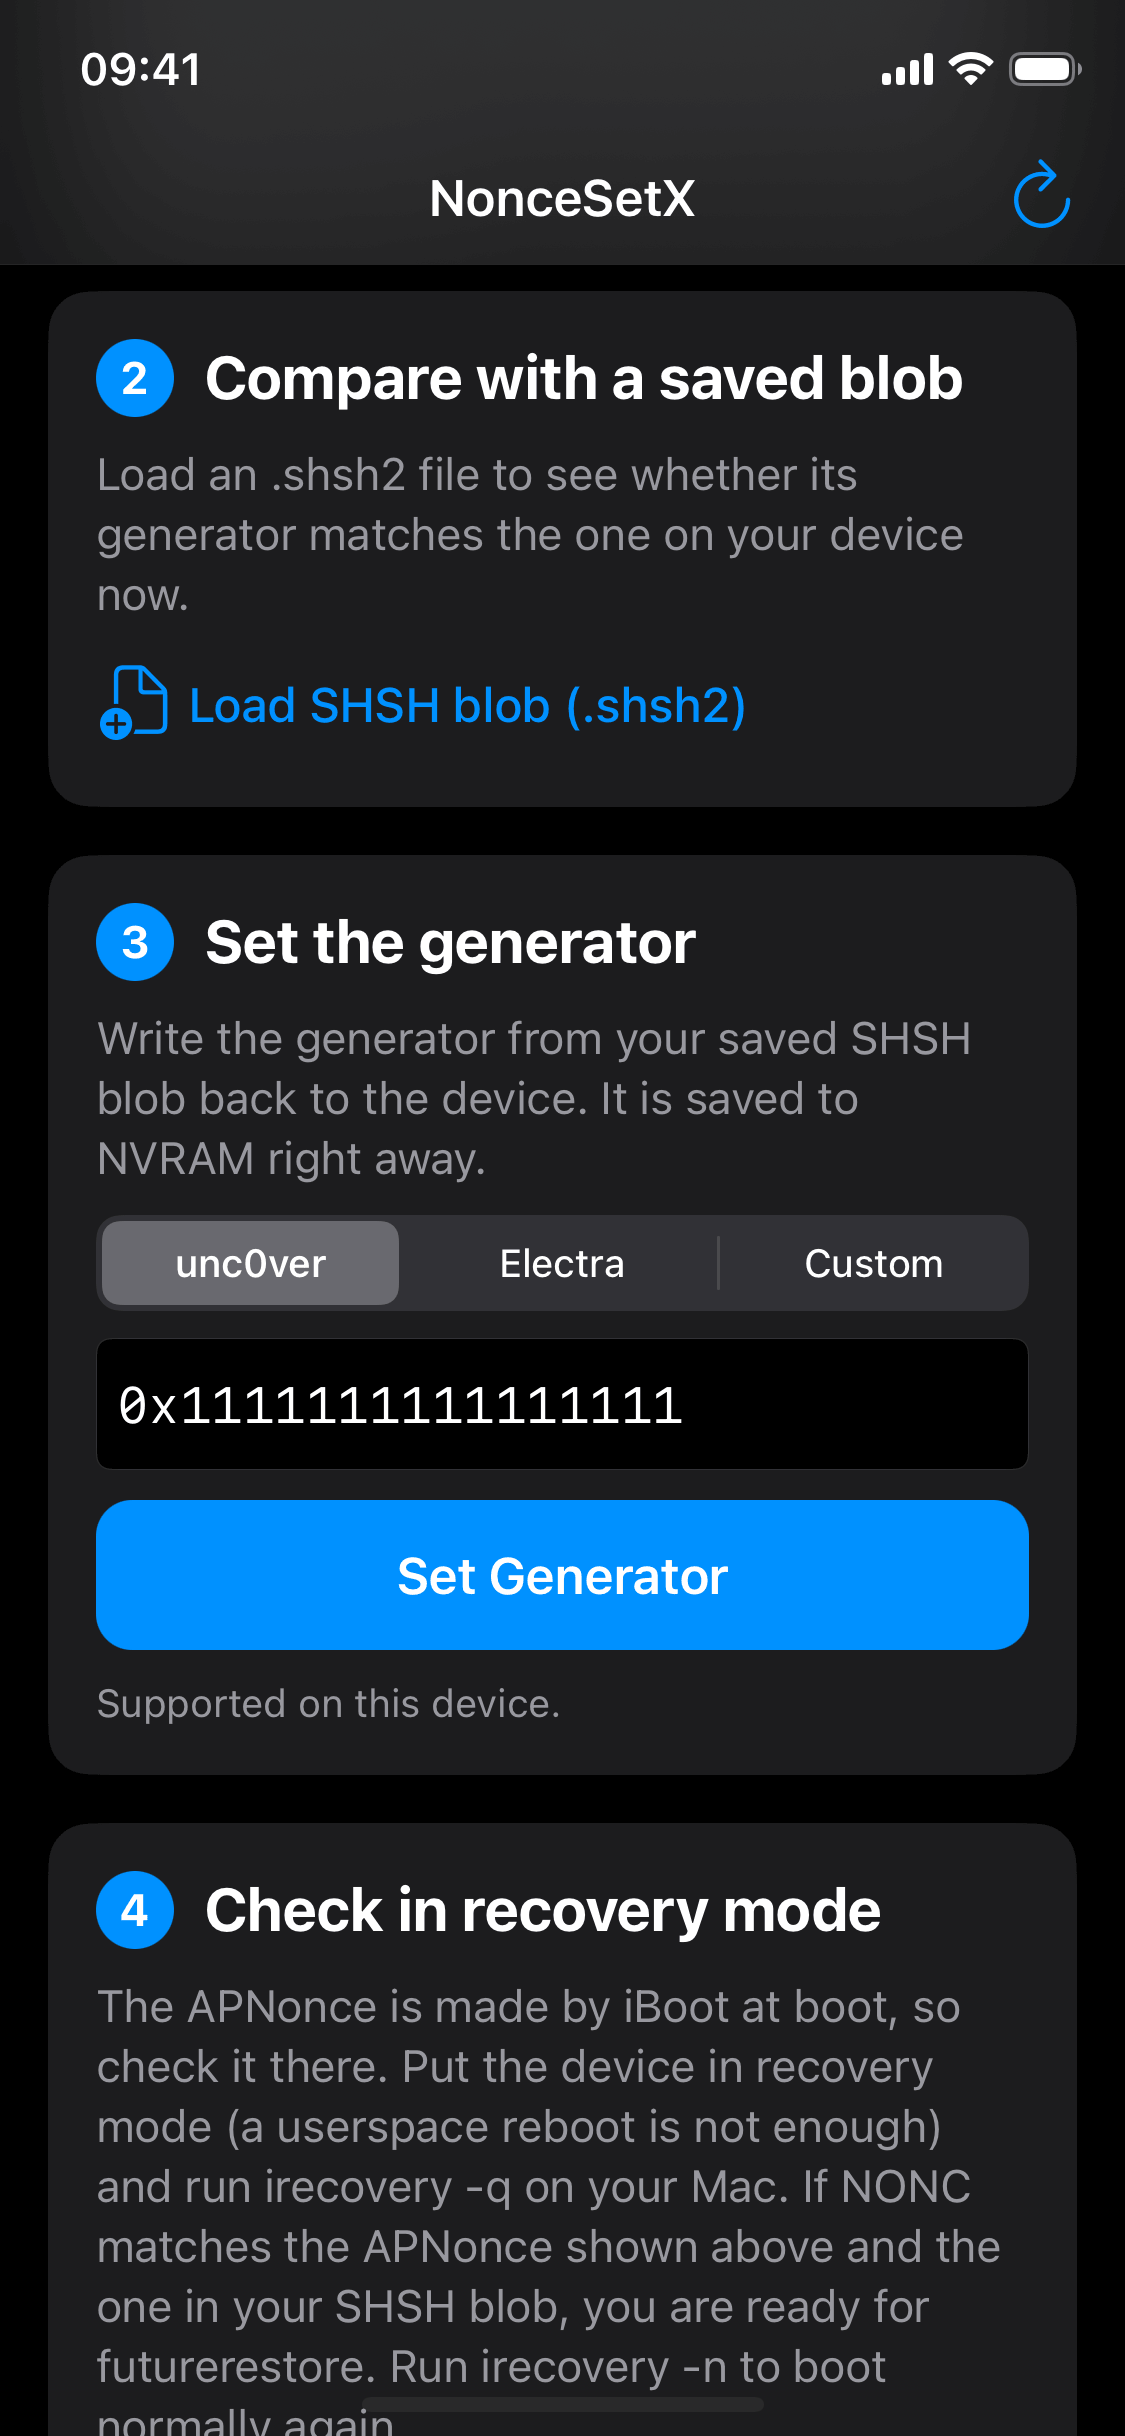 09:41
NonceSetX
2 Compare with a saved blob
Load an .shsh2 file to see whether its
generator matches the one on your device
now.
Load SHSH blob (.shsh2)
3 Set the generator
Write the generator from your saved SHSH
blob back to the device. It is saved to
NVRAM right away.
unc0ver Electra Custom
0x1111111111111111
Set Generator
Supported on this device.
4 Check in recovery mode
The APNonce is made by iBoot at boot, so
check it there. Put the device in recovery
mode (a userspace reboot is not enough)
and run irecovery -q on your Mac. If NONC
matches the APNonce shown above and the
one in your SHSH blob, you are ready for
futurerestore. Run irecovery -n to boot
normally again